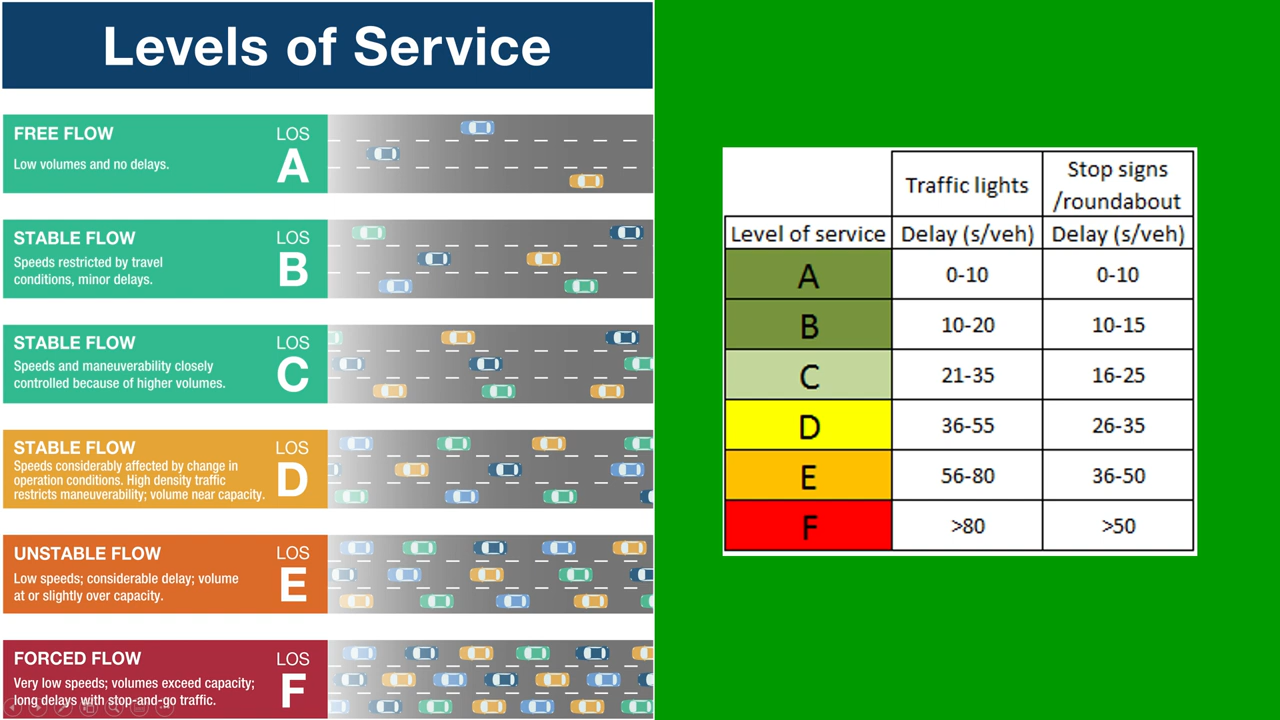 Levels of Service
FREE FLOW
LOS
A
Low volumes and no delays.
STABLE FLOW
LOS
B
Speeds restricted by travel
conditions, minor delays.
STABLE FLOW
LOS
C
Speeds and maneuverability closely
controlled because of higher volumes.
STABLE FLOW
LOS
D
Speeds considerably affected by change in
operation conditions. High density traffic
restricts maneuverability; volume near capacity.
UNSTABLE FLOW
LOS
E
Low speeds; considerable delay; volume
at or slightly over capacity.
FORCED FLOW
LOS
F
Very low speeds; volumes exceed capacity;
long delays with stop-and-go traffic.
Traffic lights
Stop signs
/roundabout
Level of service Delay (s/veh) Delay (s/veh)
A 0-10 0-10
B 10-20 10-15
C 21-35 16-25
D 36-55 26-35
E 56-80 36-50
F >80 >50